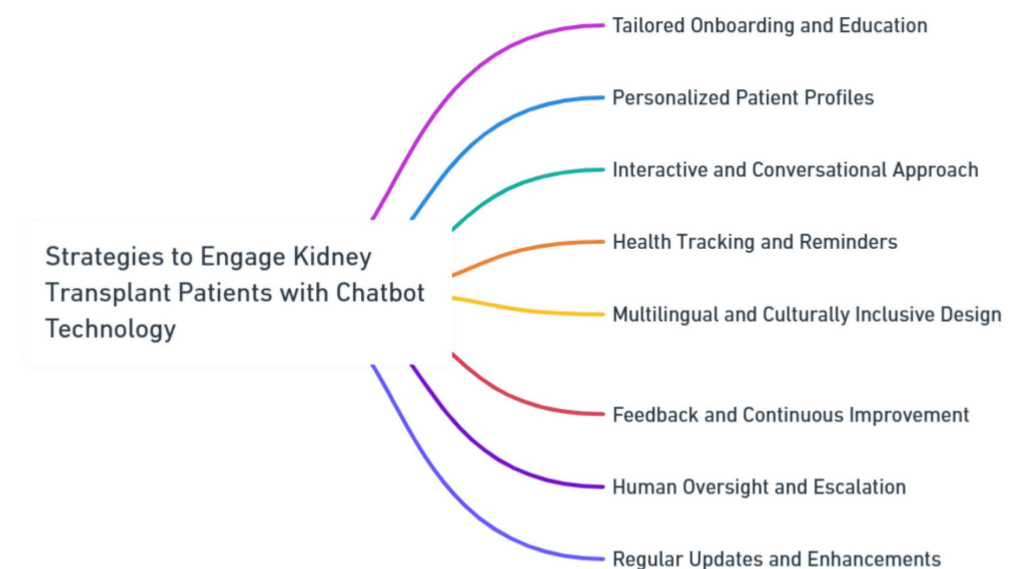 Strategies to Engage Kidney
Transplant Patients with Chatbot
Technology
Tailored Onboarding and Education
Personalized Patient Profiles
Interactive and Conversational Approach
Health Tracking and Reminders
Multilingual and Culturally Inclusive Design
Feedback and Continuous Improvement
Human Oversight and Escalation
Regular Updates and Enhancements